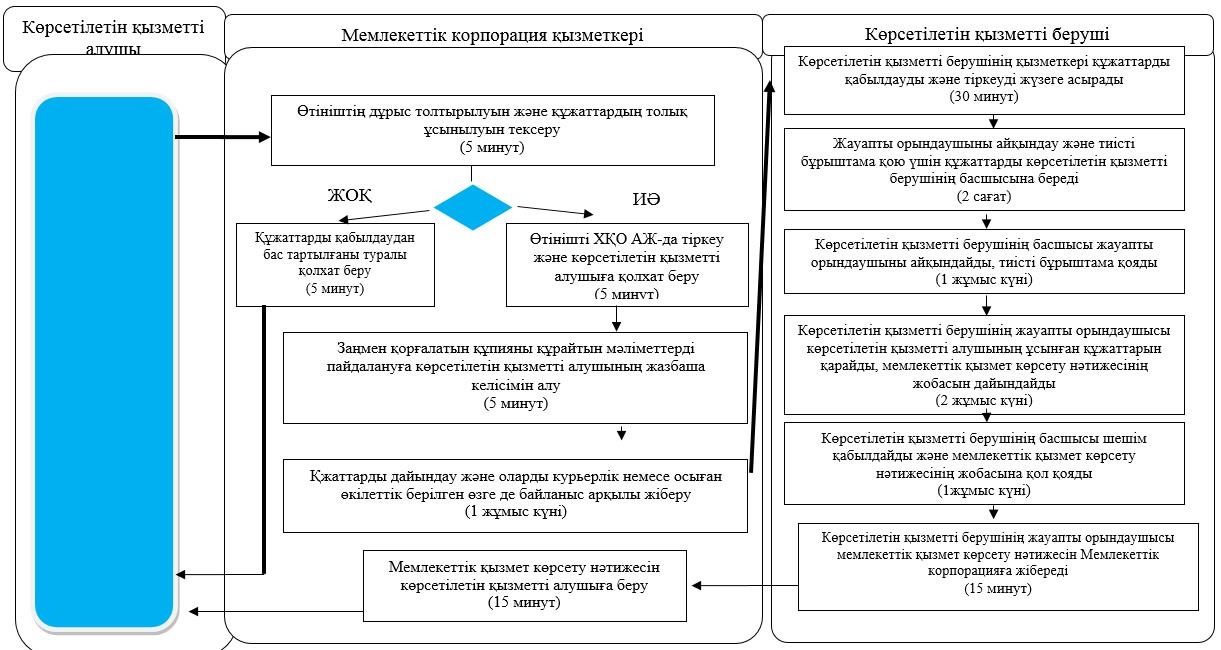 Көрсетілетін қызметті
алушы
Мемлекеттік корпорация қызметкері
Көрсетілетін қызметті беруші
Өтініштің дұрыс толтырылуын және құжаттардың толық
ұсынылуын тексеру
(5 минут)
ЖОҚ
ИӘ
Құжаттарды қабылдаудан
бас тартылғаны туралы
қолхат беру
(5 минут)
Өтінішті ХҚО АЖ-да тіркеу
және көрсетілетін қызметті
алушыға қолхат беру
(5 минут)
Заңмен қорғалатын құпияны құрайтын мәліметтерді
пайдалануға көрсетілетін қызметті алушының жазбаша
келісімін алу
(5 минут)
Қжаттарды дайындау және оларды курьерлік немесе осыған
өкілеттік берілген өзге де байланыс арқылы жіберу
(1 жұмыс күні)
Мемлекеттік қызмет көрсету нәтижесін
көрсетілетін қызметті алушыға беру
(15 минут)
Көрсетілетін қызметті берушінің қызметкері құжаттарды
қабылдауды және тіркеуді жүзеге асырады
(30 минут)
Жауапты орындаушыны айқындау және тиісті
бұрыштама қою үшін құжаттарды көрсетілетін қызметті
берушінің басшысына береді
(2 сағат)
Көрсетілетін қызметті берушінің басшысы жауапты
орындаушыны айқындайды, тиісті бұрыштама қояды
(1 жұмыс күні)
Көрсетілетін қызметті берушінің жауапты орындаушысы
көрсетілетін қызметті алушының ұсынған құжаттарын
қарайды, мемлекеттік қызмет көрсету нәтижесінің
жобасын дайындайды
(2 жұмыс күні)
Көрсетілетін қызметті берушінің басшысы шешім
қабылдайды және мемлекеттік қызмет көрсету
нәтижесінің жобасына қол қояды
(1жұмыс күні)
Көрсетілетін қызметті берушінің жауапты орындаушысы
мемлекеттік қызмет көрсету нәтижесін Мемлекеттік
корпорацияға жібереді
(15 минут)